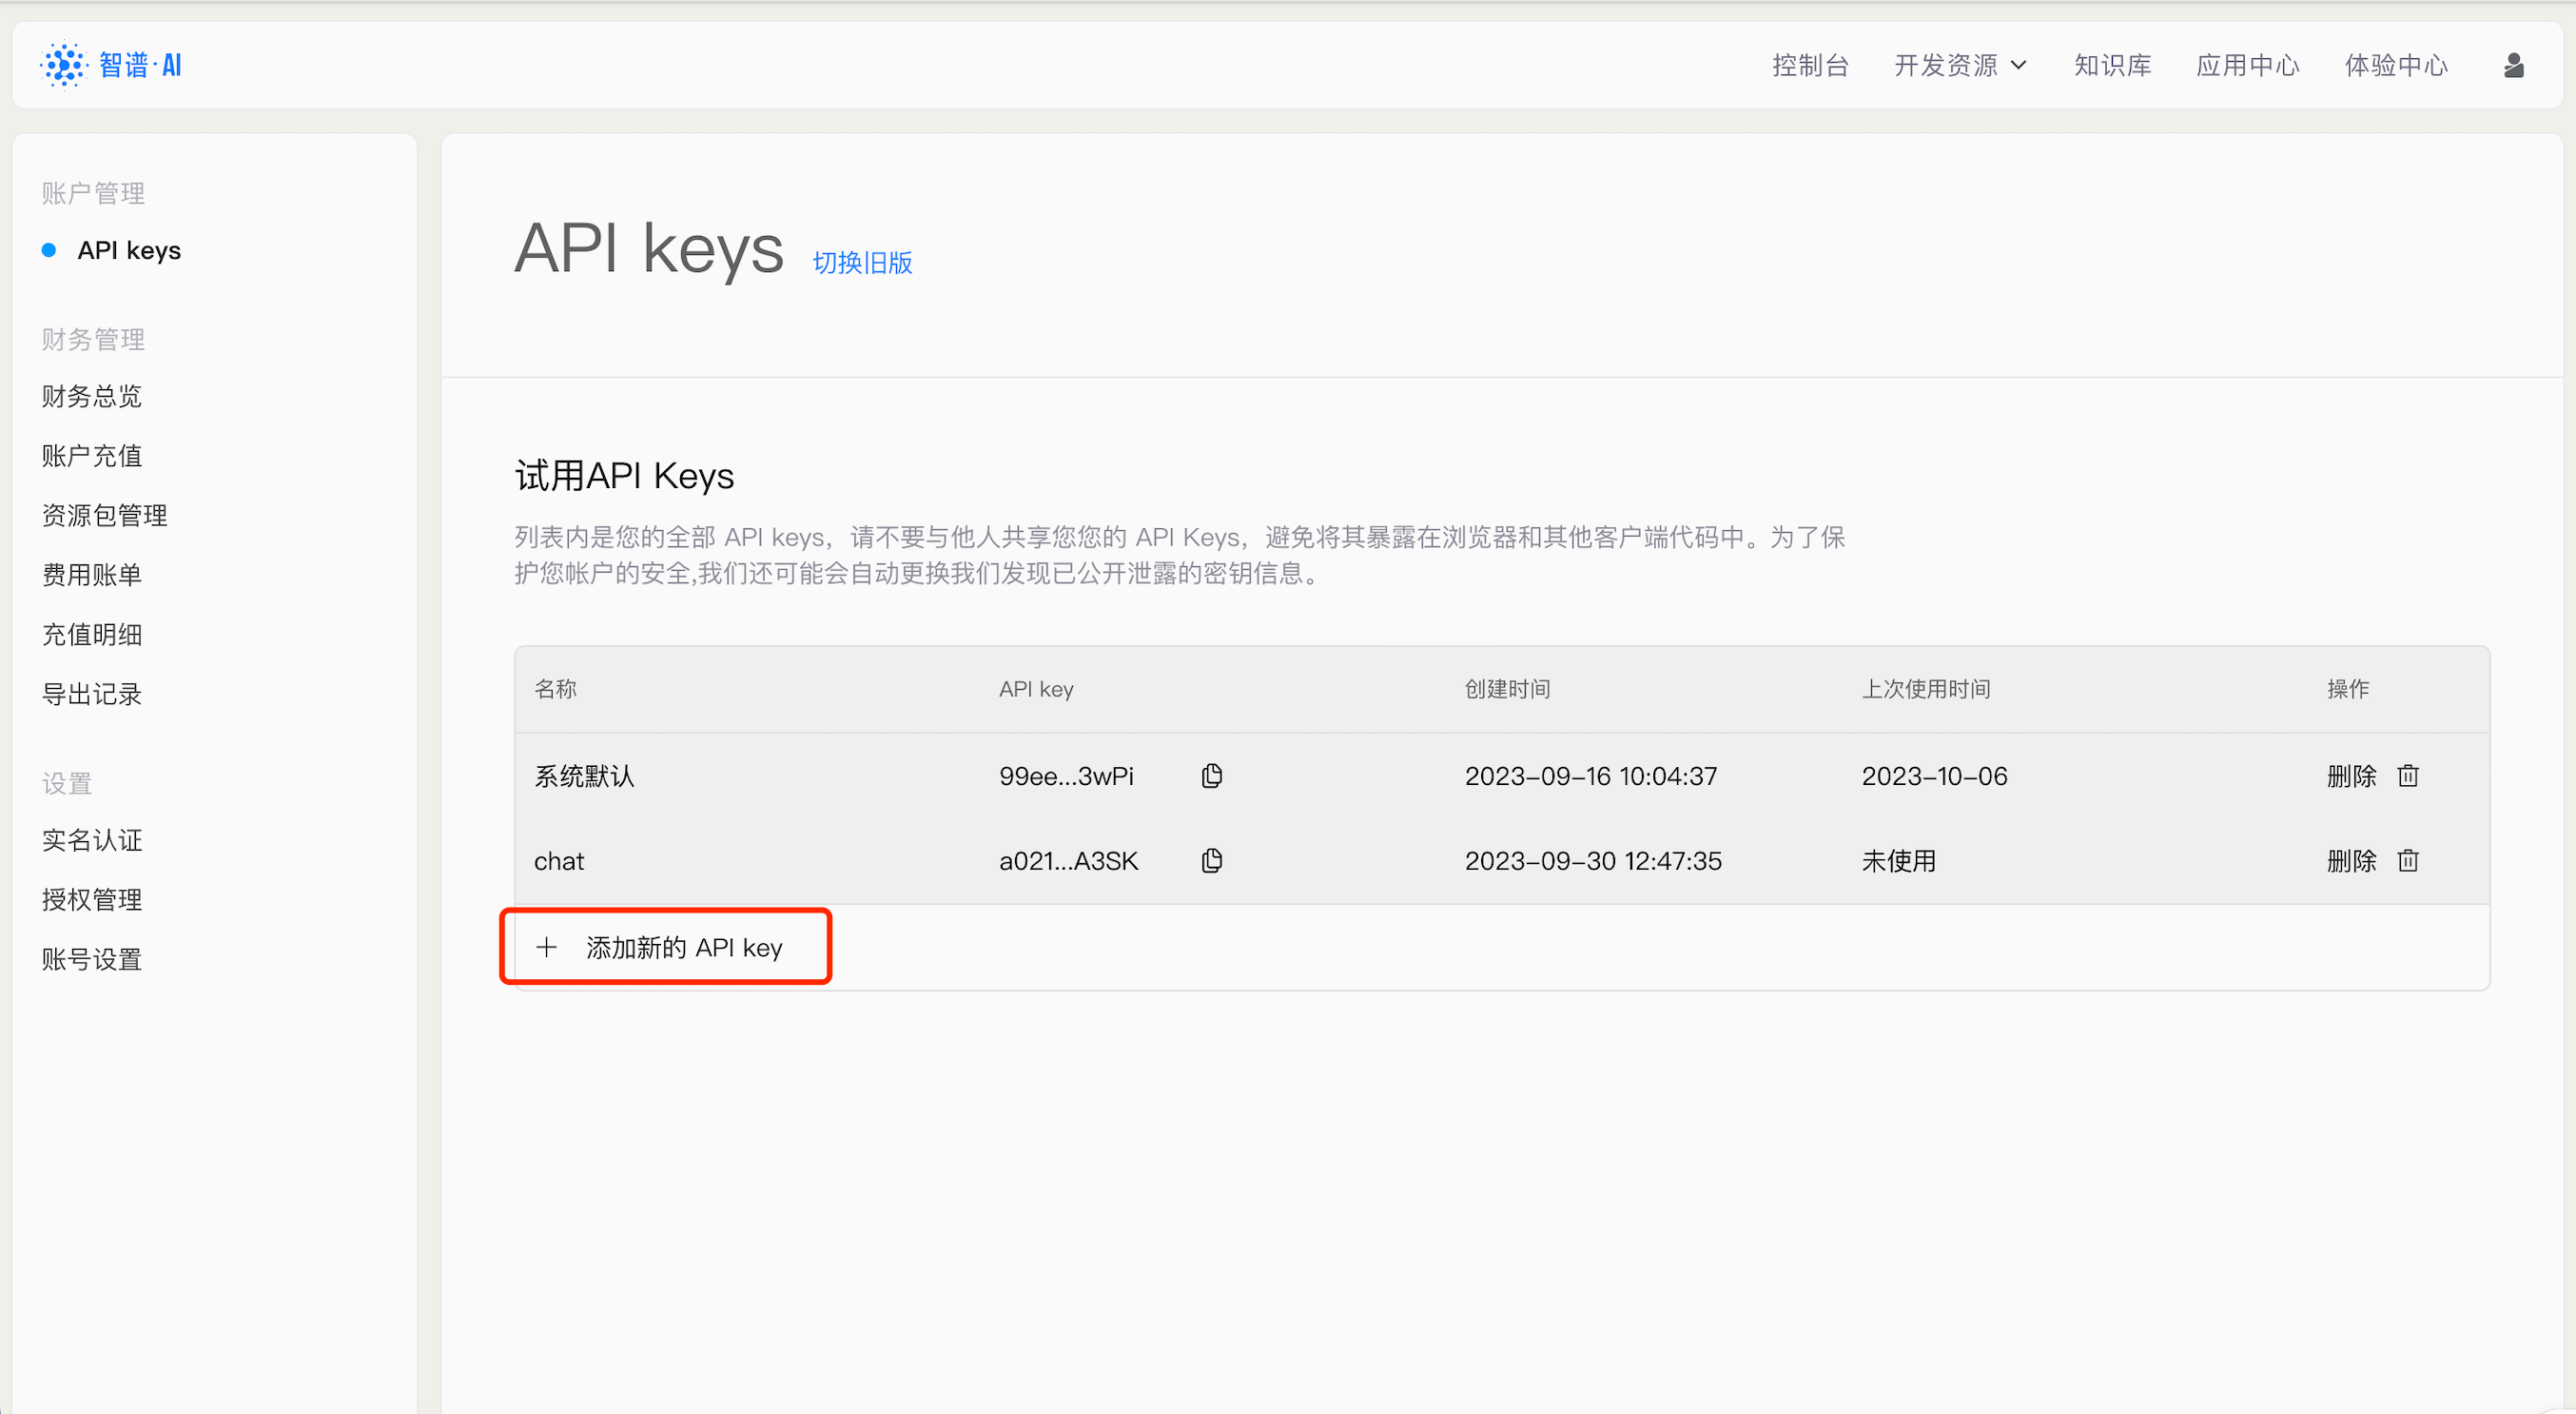 智谱·AI
控制台 开发资源 知识库 应用中心 体验中心
账户管理
API keys
财务管理
财务总览
账户充值
资源包管理
费用账单
充值明细
导出记录
设置
实名认证
授权管理
账号设置
API keys 切换旧版
试用API Keys
列表内是您的全部 API keys，请不要与他人共享您您的 API Keys，避免将其暴露在浏览器和其他客户端代码中。为了保
护您帐户的安全,我们还可能会自动更换我们发现已公开泄露的密钥信息。
名称 API key 创建时间 上次使用时间 操作
系统默认 99ee...3wPi 2023-09-16 10:04:37 2023-10-06 删除
chat a021...A3SK 2023-09-30 12:47:35 未使用 删除
+ 添加新的 API key